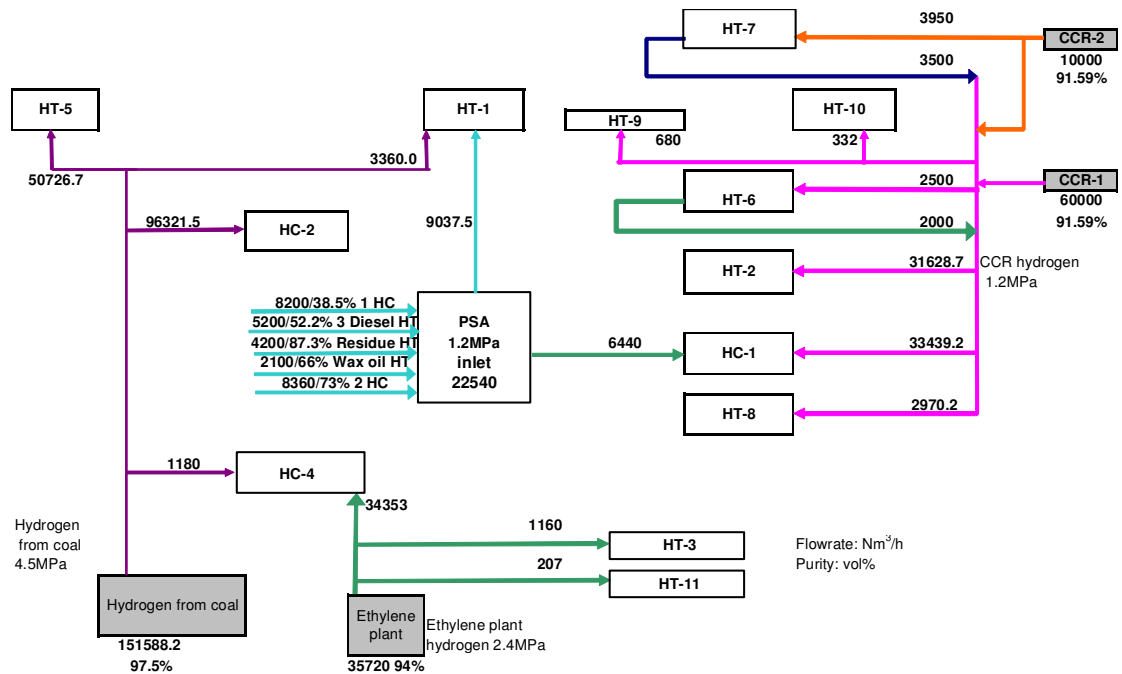 HT-7
3950
CCR-2
10000
91.59%
3500
HT-5
HT-1
HT-9
HT-10
680
332
3360.0
50726.7
2500
CCR-1
60000
91.59%
HT-6
96321.5
HC-2
9037.5
2000
31628.7
CCR hydrogen
1.2MPa
HT-2
8200/38.5% 1 HC
5200/52.2% 3 Diesel HT
4200/87.3% Residue HT
2100/66% Wax oil HT
8360/73% 2 HC
PSA
1.2MPa
inlet
22540
6440
HC-1
33439.2
HT-8
2970.2
1180
HC-4
34353
Hydrogen
from coal
4.5MPa
1160
HT-3
207
HT-11
Flowrate: Nm³/h
Purity: vol%
Hydrogen from coal
151588.2
97.5%
Ethylene
plant
Ethylene plant
hydrogen 2.4MPa
35720 94%